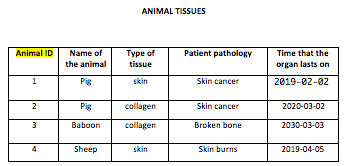 ANIMAL TISSUES
Animal ID Name of the animal Type of tissue Patient pathology Time that the organ lasts on
1 Pig skin Skin cancer 2019-02-02
2 Pig collagen Skin cancer 2020-03-02
3 Baboon collagen Broken bone 2030-03-03
4 Sheep skin Skin burns 2019-04-05